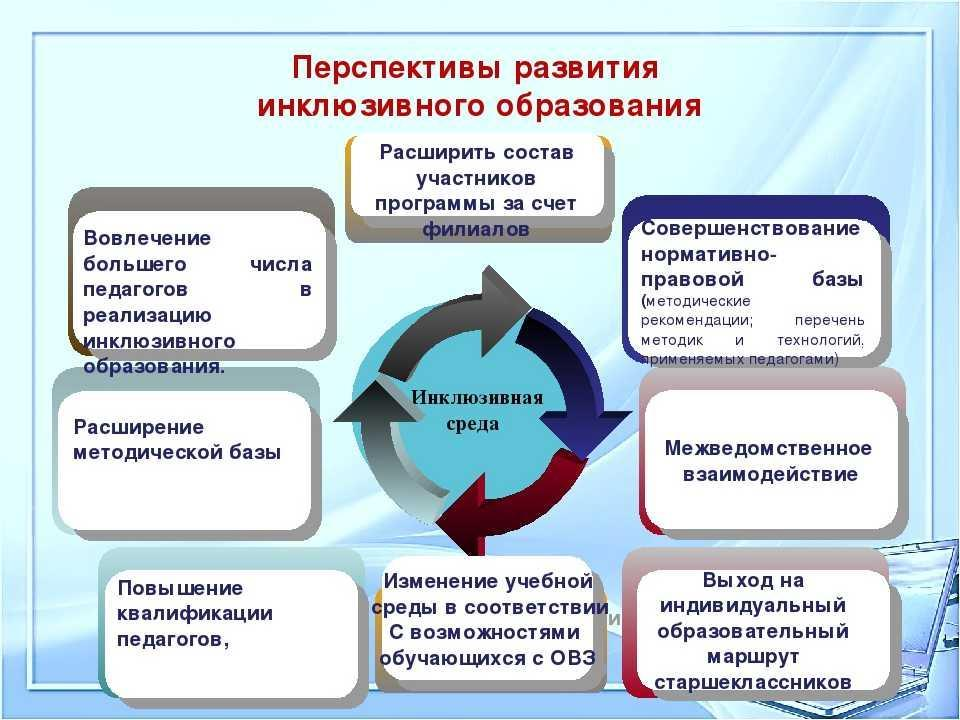 Перспективы развития
инклюзивного образования
Расширить состав
участников
программы за счет
филиалов
Вовлечение
большего числа
педагогов в
реализацию
инклюзивного
образования.
Совершенствование
нормативно-
правовой базы
(методические
рекомендации; перечень
методик и технологий,
применяемых педагогами)
Инклюзивная
среда
Расширение
методической базы
Межведомственное
взаимодействие
Повышение
квалификации
педагогов,
Изменение учебной
среды в соответствии
С возможностями
обучающихся с ОВЗ
и
Выход на
индивидуальный
образовательный
маршрут
старшеклассников